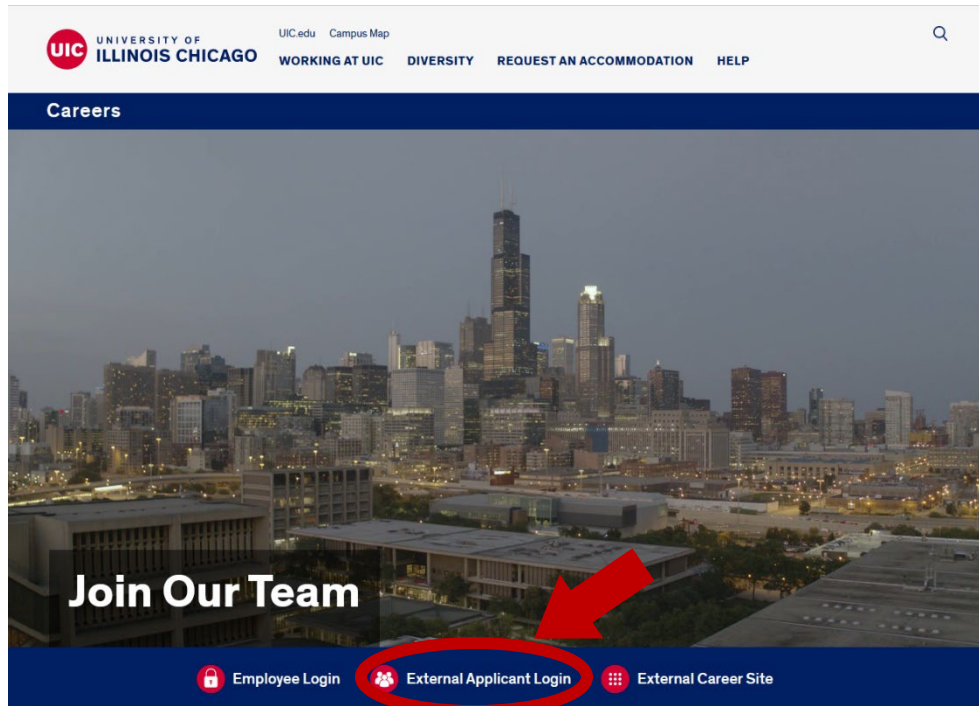 UIC
UNIVERSITY OF
ILLINOIS CHICAGO
UIC.edu Campus Map
WORKING AT UIC DIVERSITY REQUEST AN ACCOMMODATION HELP
Careers
Join Our Team
Employee Login External Applicant Login External Career Site